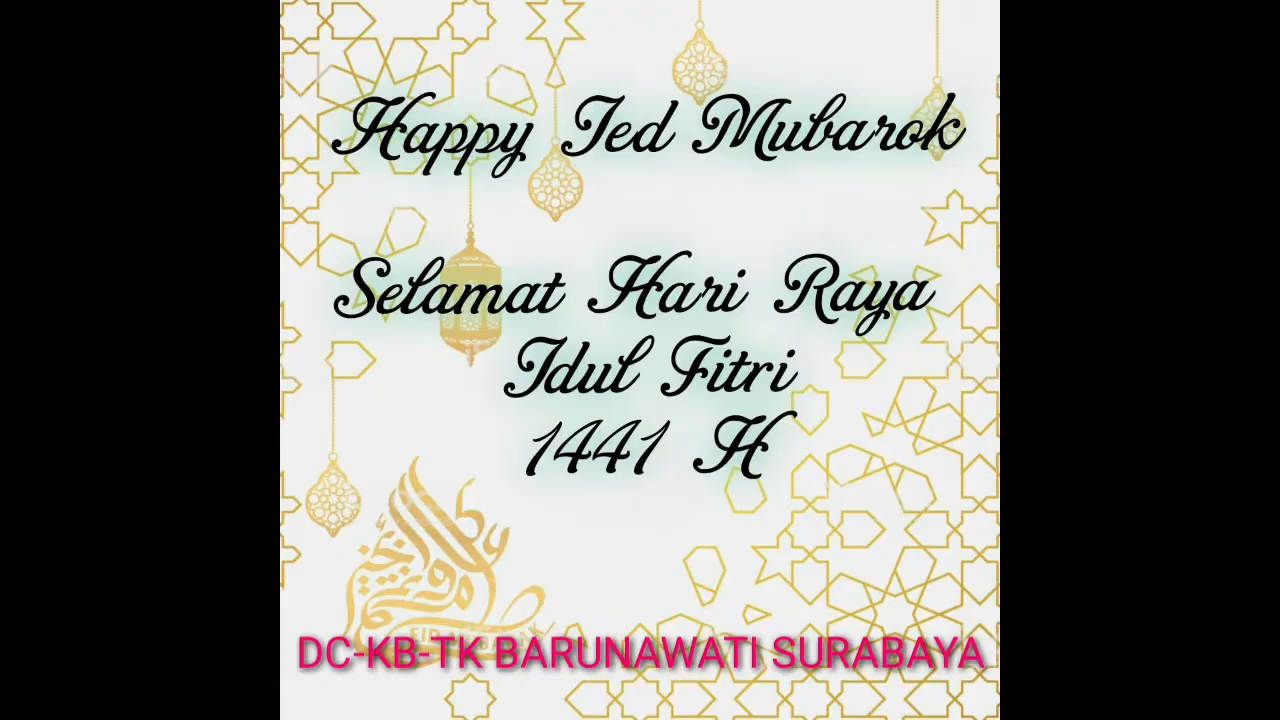 Happy Ied Mubarok
Selamat Hari Raya
Idul Fitri
1441 H
DC-KB-TK BARUNAWATI SURABAYA